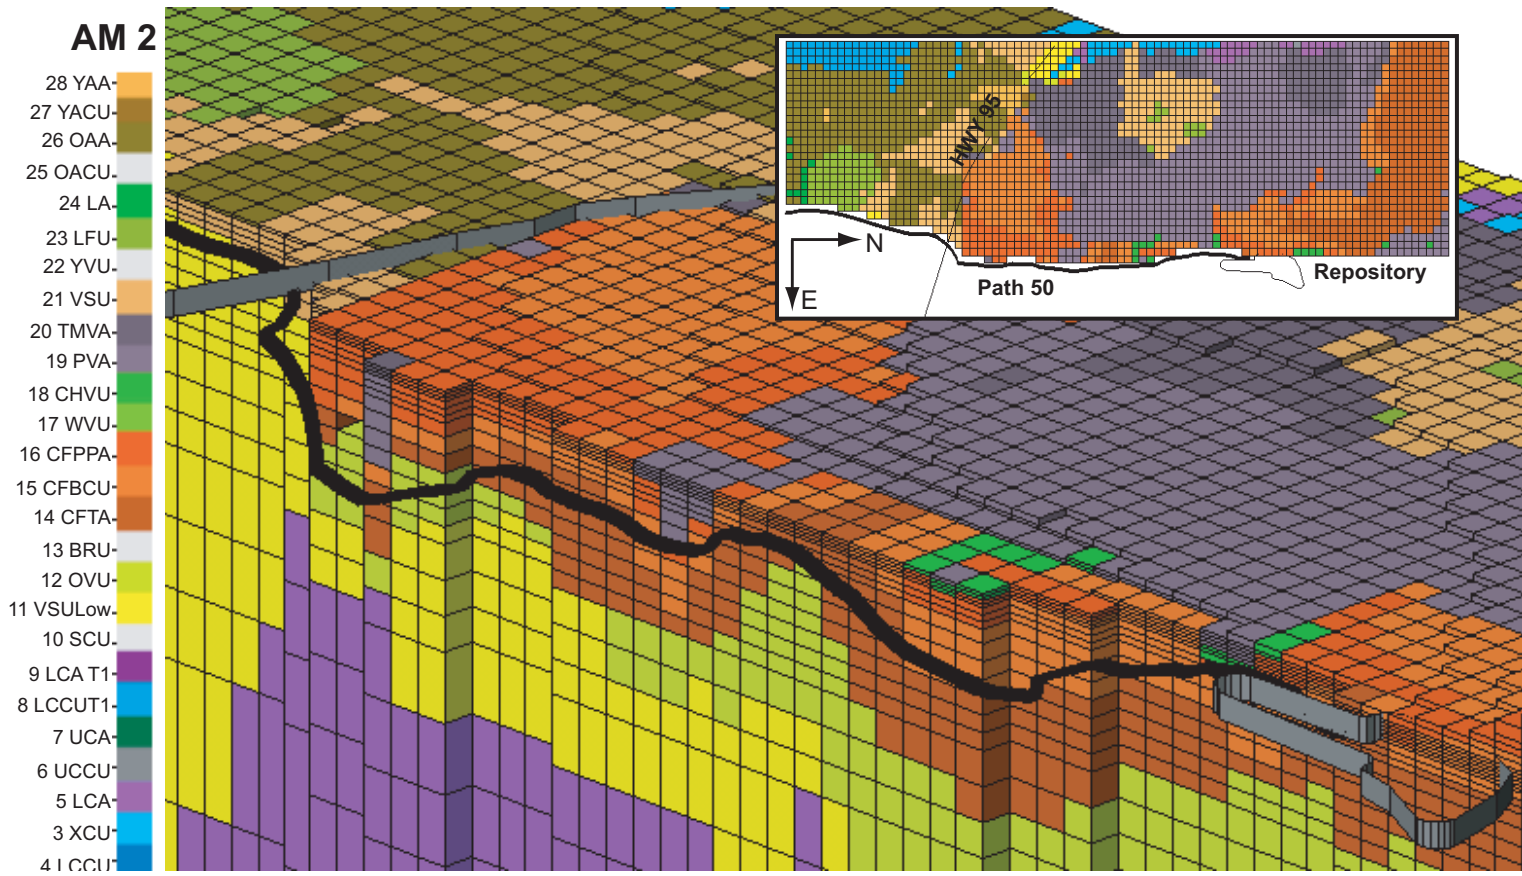 AM 2
28 YAA
27 YACU
26 OAA
25 OACU
24 LA
23 LFU
22 YVU
21 VSU
20 TMVA
19 PVA
18 CHVU
17 WVU
16 CFPPA
15 CFBCU
14 CFTA
13 BRU
12 OVU
11 VSULow
10 SCU
9 LCA T1
8 LCCUT1
7 UCA
6 UCCU
5 LCA
3 XCU
4 LCCU
HWY 95
N
E
Path 50
Repository